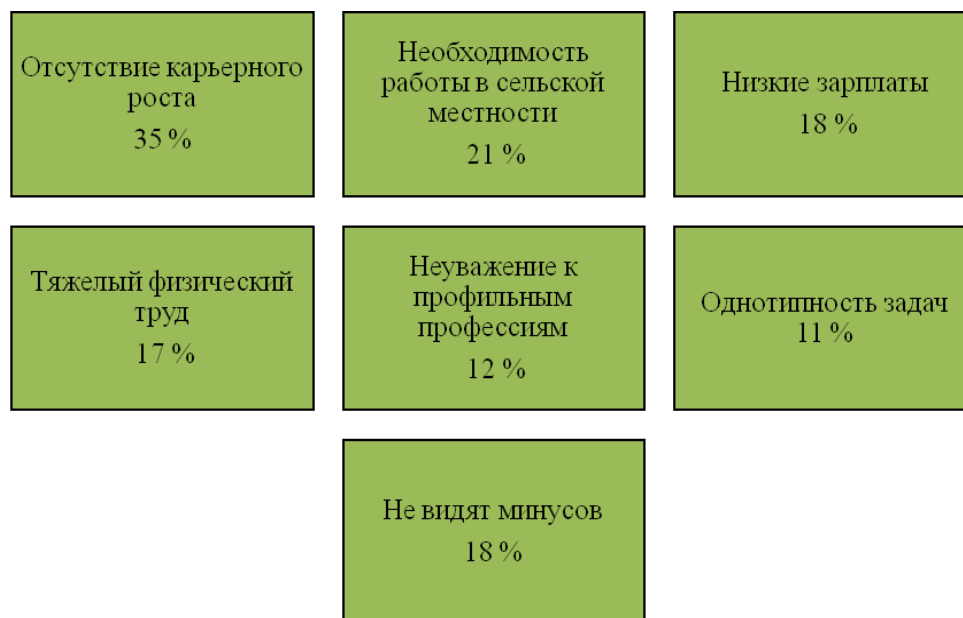 Отсутствие карьерного
роста
35 %
Необходимость
работы в сельской
местности
21 %
Низкие зарплаты
18 %
Тяжелый физический
труд
17 %
Неуважение к
профильным
профессиям
12 %
Однотипность задач
11 %
Не видят минусов
18 %